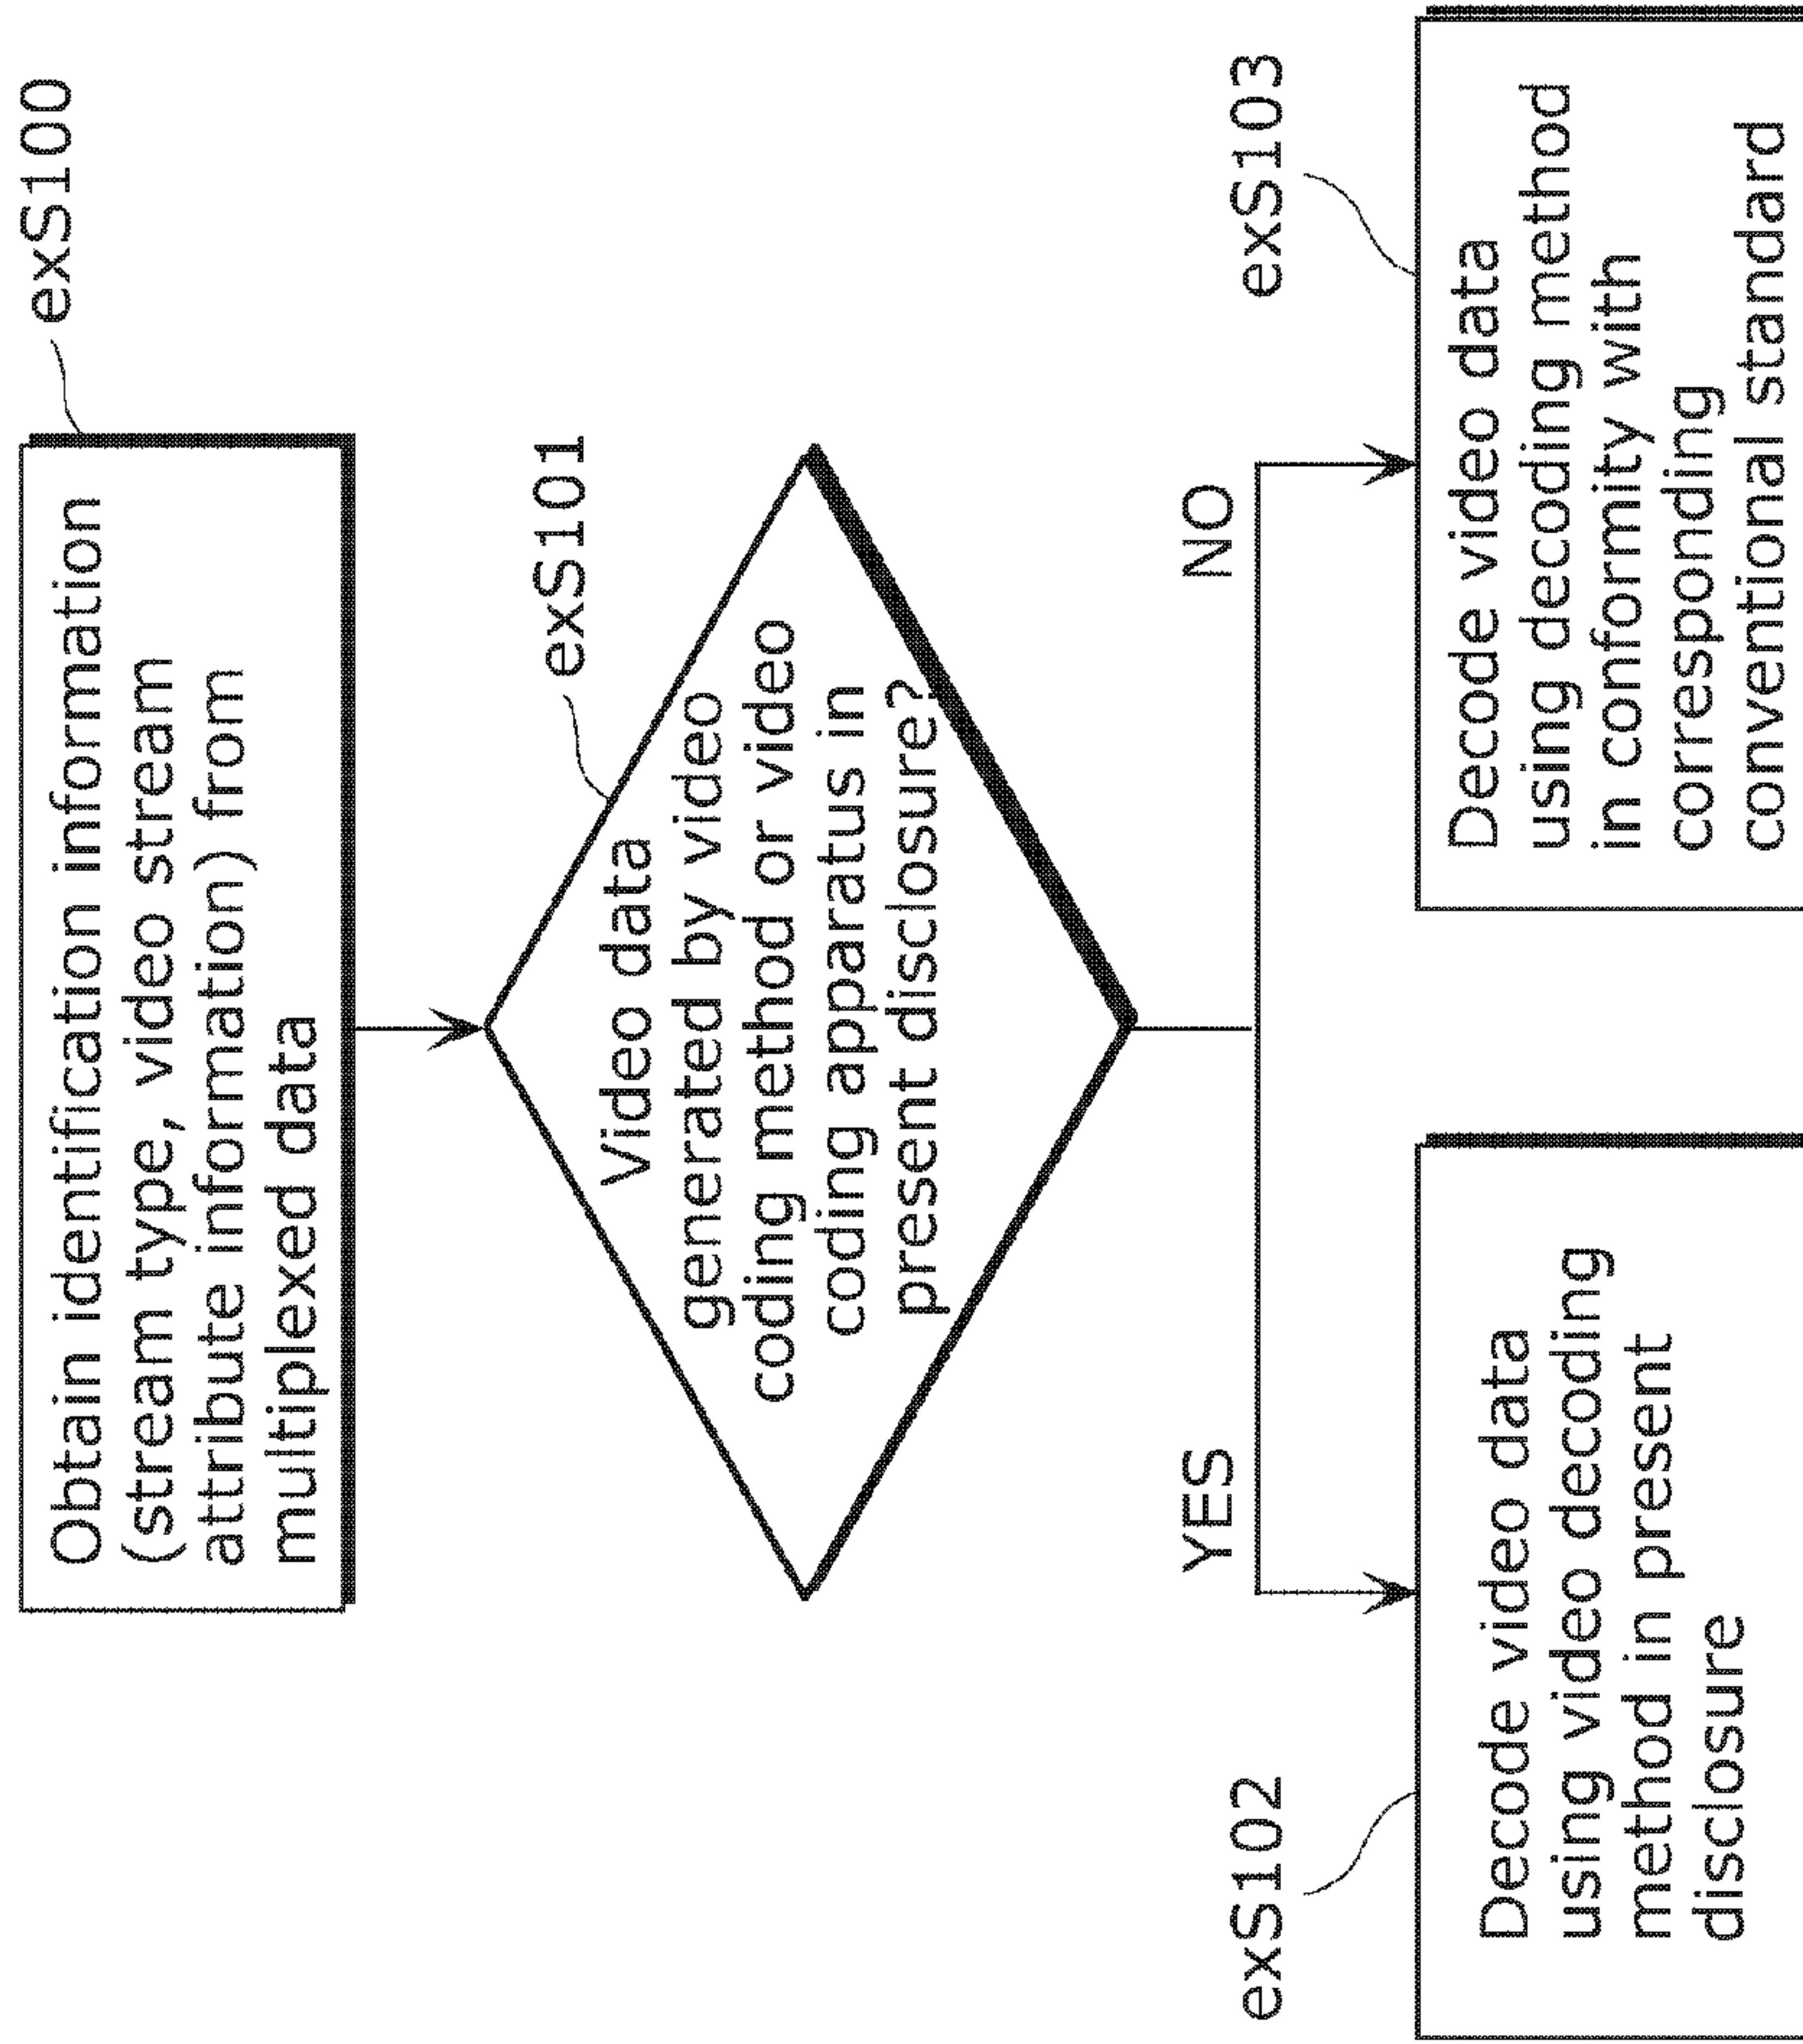 exS100
Obtain identification information
(stream type, video stream
attribute information) from
multiplexed data
exS101
Video data
generated by video
coding method or video
coding apparatus in
present disclosure?
YES
NO
exS102
Decode video data
using video decoding
method in present
disclosure
exS103
Decode video data
using decoding method
in conformity with
corresponding
conventional standard